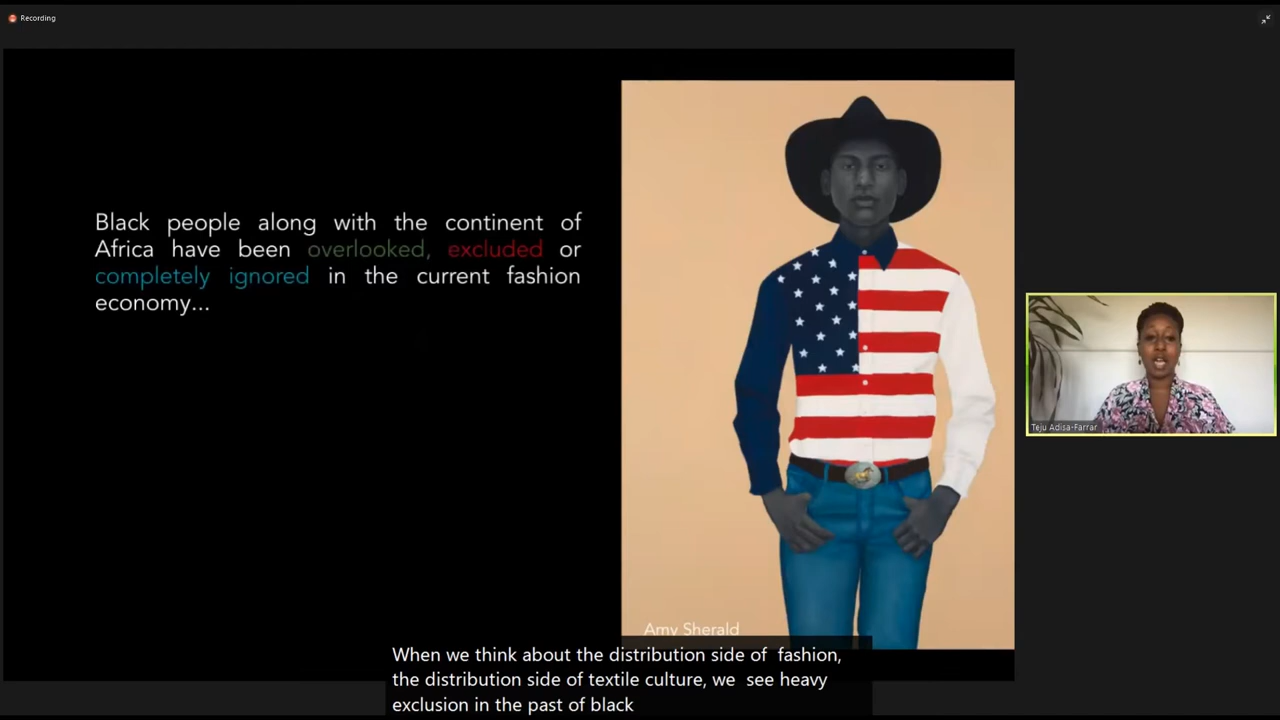 Recording
Black people along with the continent of
Africa have been overlooked, excluded or
completely ignored in the current fashion
economy...
Amy Sherald
Teju Adisa-Farrar
When we think about the distribution side of fashion,
the distribution side of textile culture, we see heavy
exclusion in the past of black